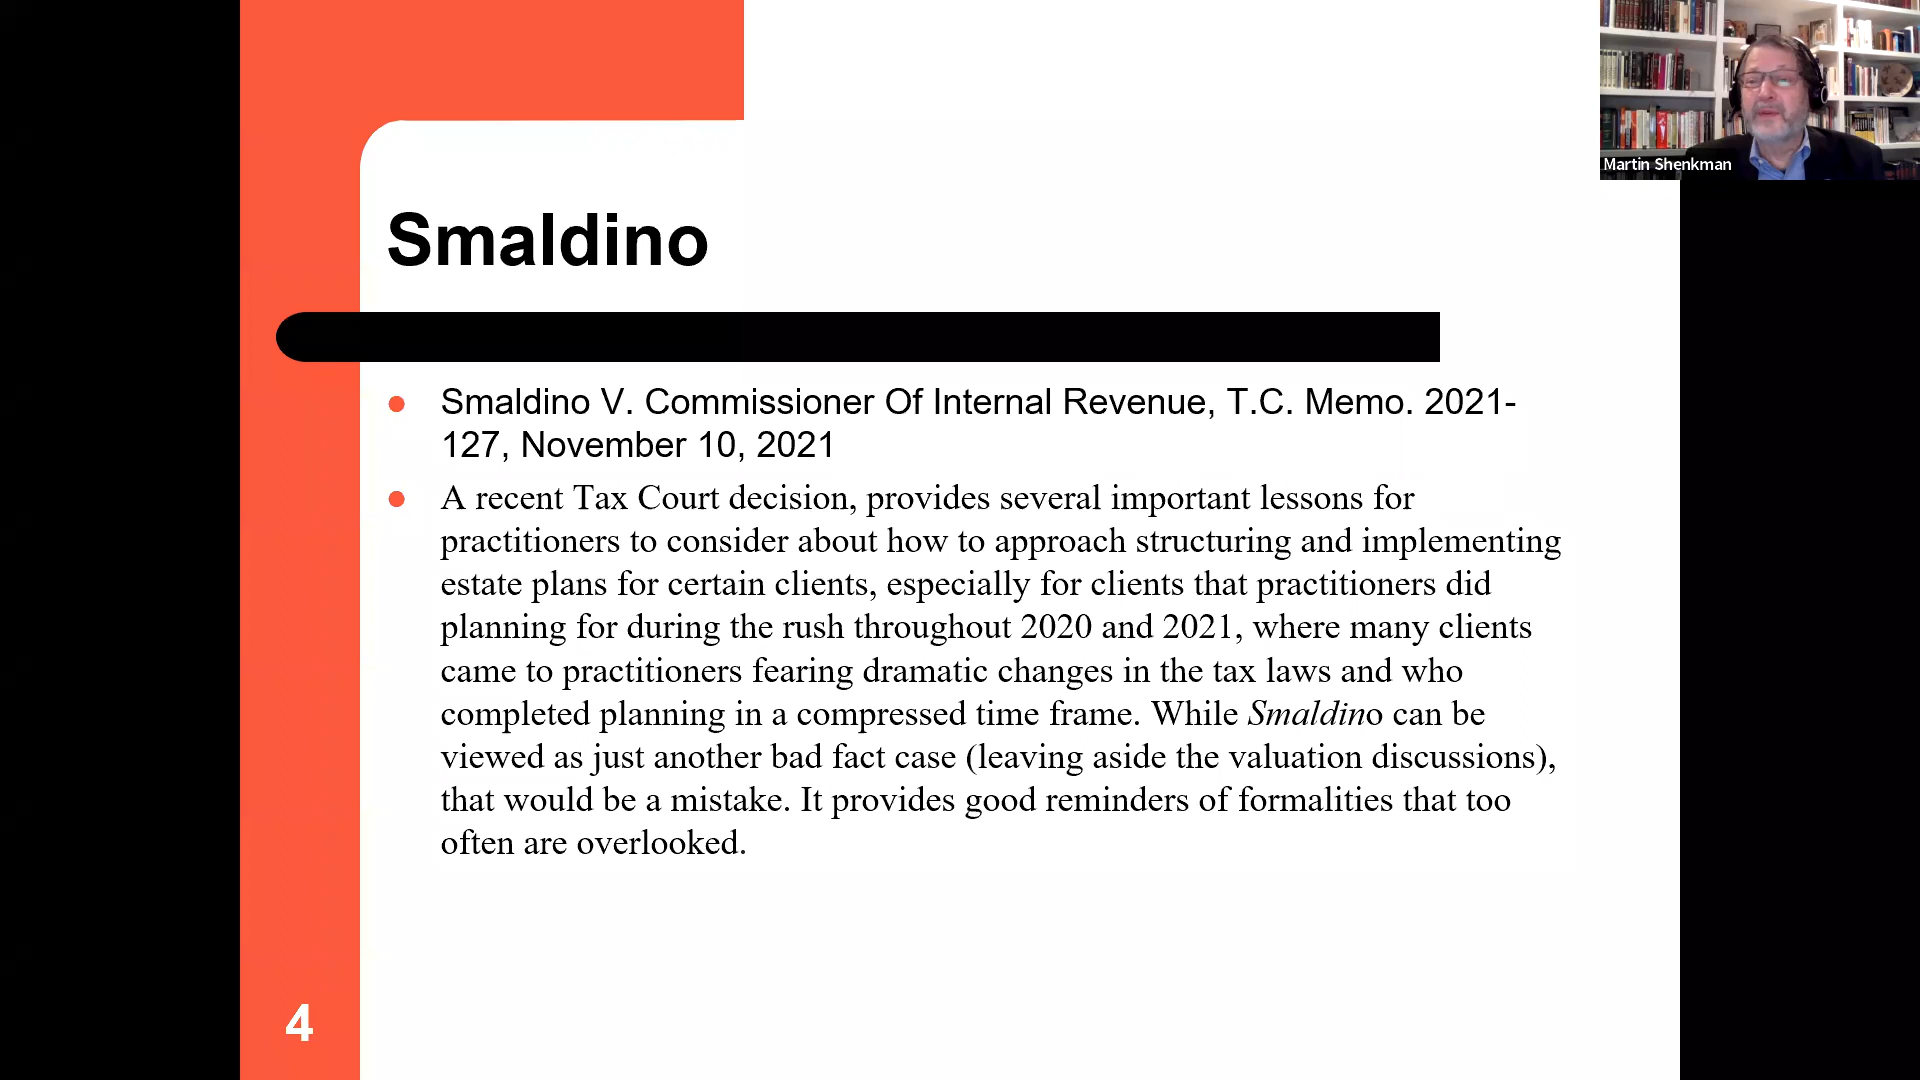 Martin Shenkman
Smaldino
Smaldino V. Commissioner Of Internal Revenue, T.C. Memo. 2021-
127, November 10, 2021
A recent Tax Court decision, provides several important lessons for
practitioners to consider about how to approach structuring and implementing
estate plans for certain clients, especially for clients that practitioners did
planning for during the rush throughout 2020 and 2021, where many clients
came to practitioners fearing dramatic changes in the tax laws and who
completed planning in a compressed time frame. While Smaldino can be
viewed as just another bad fact case (leaving aside the valuation discussions),
that would be a mistake. It provides good reminders of formalities that too
often are overlooked.
4